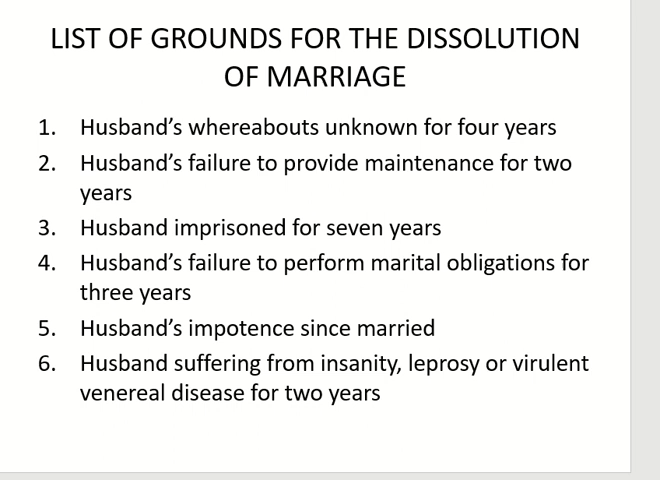 LIST OF GROUNDS FOR THE DISSOLUTION
OF MARRIAGE
1. Husband’s whereabouts unknown for four years
2. Husband’s failure to provide maintenance for two
years
3. Husband imprisoned for seven years
4. Husband’s failure to perform marital obligations for
three years
5. Husband’s impotence since married
6. Husband suffering from insanity, leprosy or virulent
venereal disease for two years